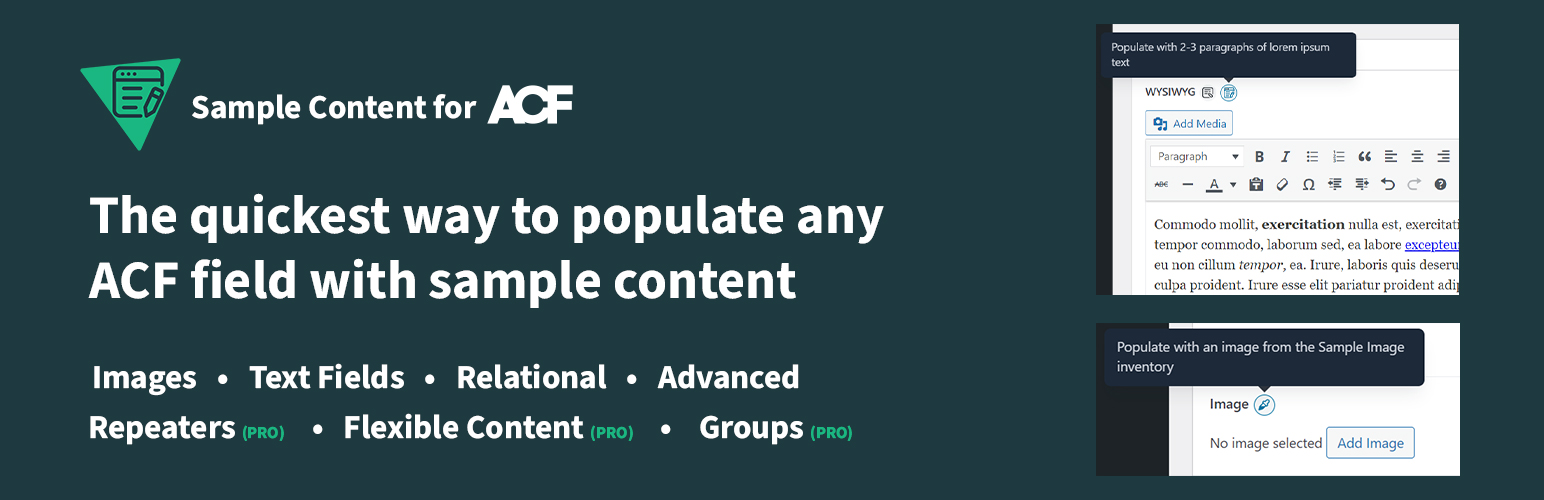 Sample Content for ACF
The quickest way to populate any
ACF field with sample content
Images • Text Fields • Relational • Advanced
Repeaters (PRO) • Flexible Content (PRO) • Groups (PRO)
Populate with 2-3 paragraphs of lorem ipsum
text
WYSIWYG
Add Media
Paragraph B I
ABC A Ω ?
Commodo mollit, exercitation nulla est, exercitati
tempor commodo, laborum sed, ea labore excepteu
eu non cillum tempor, ea. Irure, laboris quis deseru
culpa proident. Irure esse elit pariatur proident adip
Populate with an image from the Sample Image
inventory
Image
No image selected Add Image